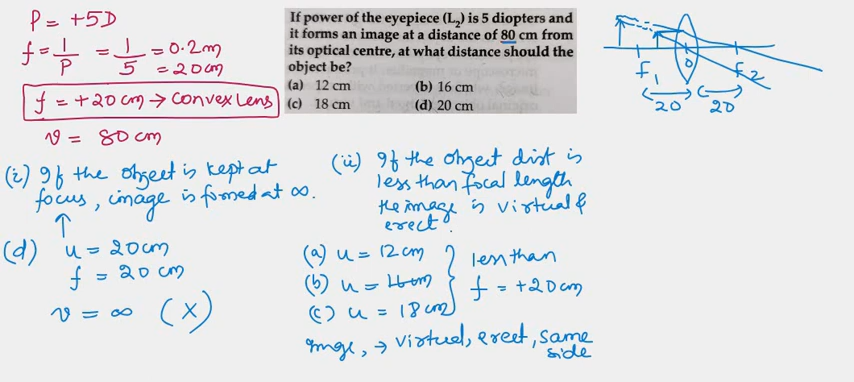 P = +5D
f = 1/P = 1/5 = 0.2m
= 20cm
f = +20cm → Convex Lens
v = 80cm
If power of the eyepiece (L₂) is 5 diopters and
it forms an image at a distance of 80 cm from
its optical centre, at what distance should the
object be?
(a) 12 cm (b) 16 cm
(c) 18 cm (d) 20 cm
f₁ o f₂
20 20
(i) If the object is kept at
focus, image is formed at ∞.
↑
(d) u = 20cm
f = 20 cm
v = ∞ (X)
(ii) If the object dist is
less than focal length
the image is virtual &
erect.
(a) u = 12cm
(b) u = 16cm
(c) u = 18cm
less than
f = +20cm
Image, → virtual, erect, same
side